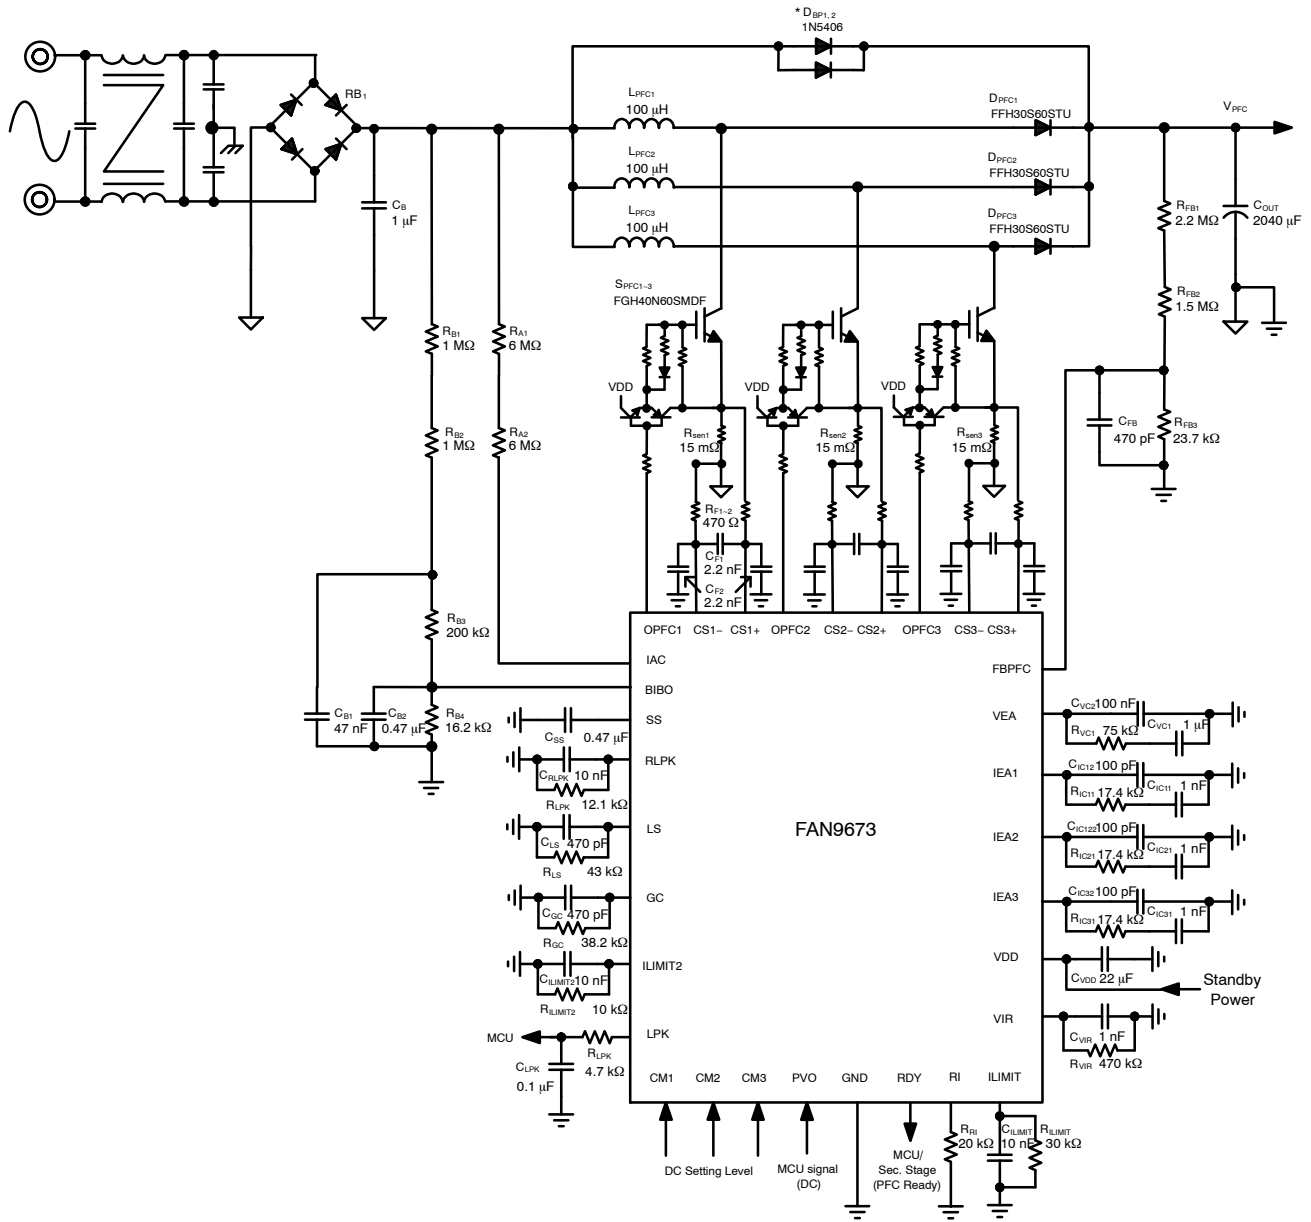 * DBP1, 2
1N5406
RB1
LPFC1
100 μH
DPFC1
FFH30S60STU
VPFC
LPFC2
100 μH
DPFC2
FFH30S60STU
LPFC3
100 μH
DPFC3
FFH30S60STU
CB
1 μF
RFB1
2.2 MΩ
COUT
2040 μF
SPFC1~3
FGH40N60SMDF
RFB2
1.5 MΩ
RB1
1 MΩ
RA1
6 MΩ
VDD
VDD
VDD
RB2
1 MΩ
RA2
6 MΩ
Rsen1
15 mΩ
Rsen2
15 mΩ
Rsen3
15 mΩ
CFB
470 pF
RFB3
23.7 kΩ
RF1~2
470 Ω
CF1
2.2 nF
CF2
2.2 nF
RB3
200 kΩ
OPFC1 CS1− CS1+ OPFC2 CS2− CS2+ OPFC3 CS3− CS3+
IAC
FBPFC
BIBO
CB1
47 nF
CB2
0.47 μF
RB4
16.2 kΩ
SS
CSS 0.47 μF
VEA
CVC2 100 nF
CVC1 1 μF
RVC1 75 kΩ
RLPK
CRLPK 10 nF
RLPK 12.1 kΩ
IEA1
CIC12 100 pF
CIC11 1 nF
RIC11 17.4 kΩ
LS
CLS 470 pF
RLS 43 kΩ
FAN9673
IEA2
CIC122 100 pF
CIC21 1 nF
RIC21 17.4 kΩ
GC
CGC 470 pF
RGC 38.2 kΩ
IEA3
CIC32 100 pF
CIC31 1 nF
RIC31 17.4 kΩ
ILIMIT2
CILIMIT2 10 nF
RILIMIT2 10 kΩ
VDD
CVDD 22 μF
Standby
Power
VIR
CVIR 1 nF
RVIR 470 kΩ
MCU
LPK
RLPK
4.7 kΩ
CLPK
0.1 μF
CM1 CM2 CM3 PVO GND RDY RI ILIMIT
RRI
20 kΩ
CILIMIT
10 nF
RILIMIT
30 kΩ
DC Setting Level
MCU signal
(DC)
MCU/
Sec. Stage
(PFC Ready)